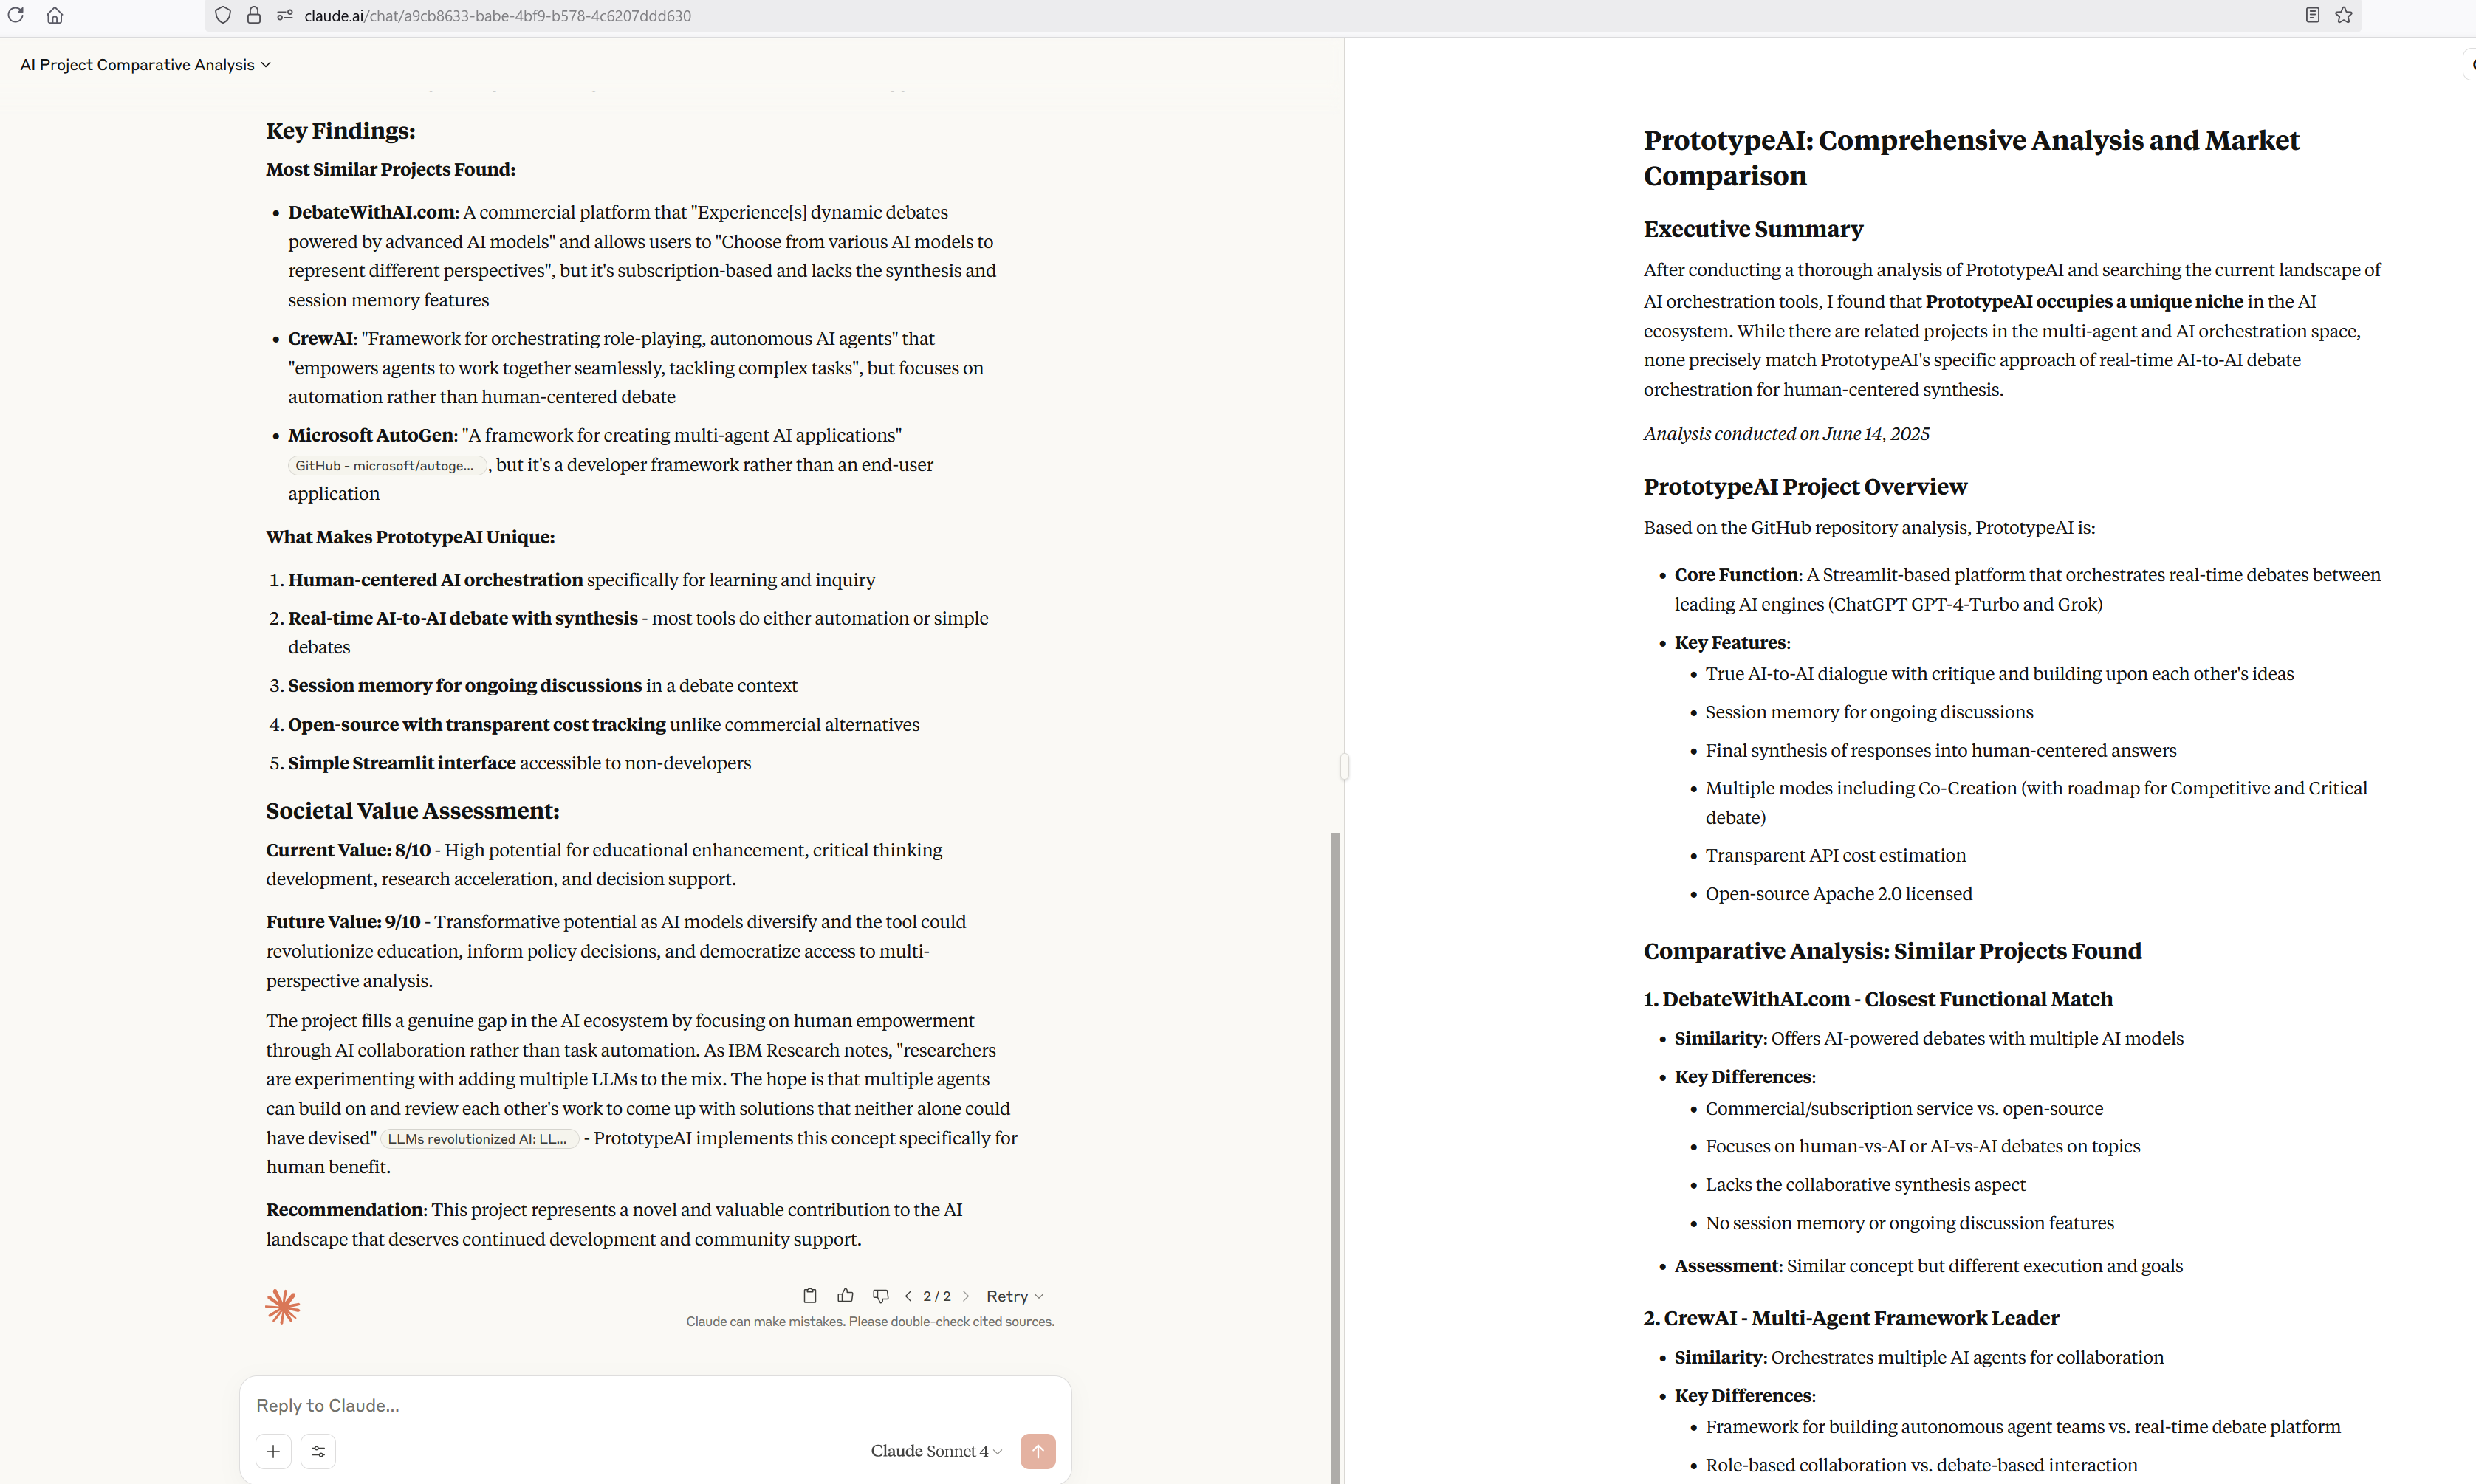 claude.ai/chat/a9cb8633-babe-4bf9-b578-4c6207ddd630
AI Project Comparative Analysis
Key Findings:
Most Similar Projects Found:
• DebateWithAI.com: A commercial platform that "Experience[s] dynamic debates
powered by advanced AI models" and allows users to "Choose from various AI models to
represent different perspectives", but it's subscription-based and lacks the synthesis and
session memory features
• CrewAI: "Framework for orchestrating role-playing, autonomous AI agents" that
"empowers agents to work together seamlessly, tackling complex tasks", but focuses on
automation rather than human-centered debate
• Microsoft AutoGen: "A framework for creating multi-agent AI applications"
GitHub - microsoft/autoge... , but it's a developer framework rather than an end-user
application
What Makes PrototypeAI Unique:
1. Human-centered AI orchestration specifically for learning and inquiry
2. Real-time AI-to-AI debate with synthesis - most tools do either automation or simple
debates
3. Session memory for ongoing discussions in a debate context
4. Open-source with transparent cost tracking unlike commercial alternatives
5. Simple Streamlit interface accessible to non-developers
Societal Value Assessment:
Current Value: 8/10 - High potential for educational enhancement, critical thinking
development, research acceleration, and decision support.
Future Value: 9/10 - Transformative potential as AI models diversify and the tool could
revolutionize education, inform policy decisions, and democratize access to multi-
perspective analysis.
The project fills a genuine gap in the AI ecosystem by focusing on human empowerment
through AI collaboration rather than task automation. As IBM Research notes, "researchers
are experimenting with adding multiple LLMs to the mix. The hope is that multiple agents
can build on and review each other's work to come up with solutions that neither alone could
have devised" LLMs revolutionized AI: LL... - PrototypeAI implements this concept specifically for
human benefit.
Recommendation: This project represents a novel and valuable contribution to the AI
landscape that deserves continued development and community support.
2 / 2
Retry
Claude can make mistakes. Please double-check cited sources.
Reply to Claude...
Claude Sonnet 4
PrototypeAI: Comprehensive Analysis and Market
Comparison
Executive Summary
After conducting a thorough analysis of PrototypeAI and searching the current landscape of
AI orchestration tools, I found that PrototypeAI occupies a unique niche in the AI
ecosystem. While there are related projects in the multi-agent and AI orchestration space,
none precisely match PrototypeAI's specific approach of real-time AI-to-AI debate
orchestration for human-centered synthesis.
Analysis conducted on June 14, 2025
PrototypeAI Project Overview
Based on the GitHub repository analysis, PrototypeAI is:
• Core Function: A Streamlit-based platform that orchestrates real-time debates between
leading AI engines (ChatGPT GPT-4-Turbo and Grok)
• Key Features:
• True AI-to-AI dialogue with critique and building upon each other's ideas
• Session memory for ongoing discussions
• Final synthesis of responses into human-centered answers
• Multiple modes including Co-Creation (with roadmap for Competitive and Critical
debate)
• Transparent API cost estimation
• Open-source Apache 2.0 licensed
Comparative Analysis: Similar Projects Found
1. DebateWithAI.com - Closest Functional Match
• Similarity: Offers AI-powered debates with multiple AI models
• Key Differences:
• Commercial/subscription service vs. open-source
• Focuses on human-vs-AI or AI-vs-AI debates on topics
• Lacks the collaborative synthesis aspect
• No session memory or ongoing discussion features
• Assessment: Similar concept but different execution and goals
2. CrewAI - Multi-Agent Framework Leader
• Similarity: Orchestrates multiple AI agents for collaboration
• Key Differences:
• Framework for building autonomous agent teams vs. real-time debate platform
• Role-based collaboration vs. debate-based interaction